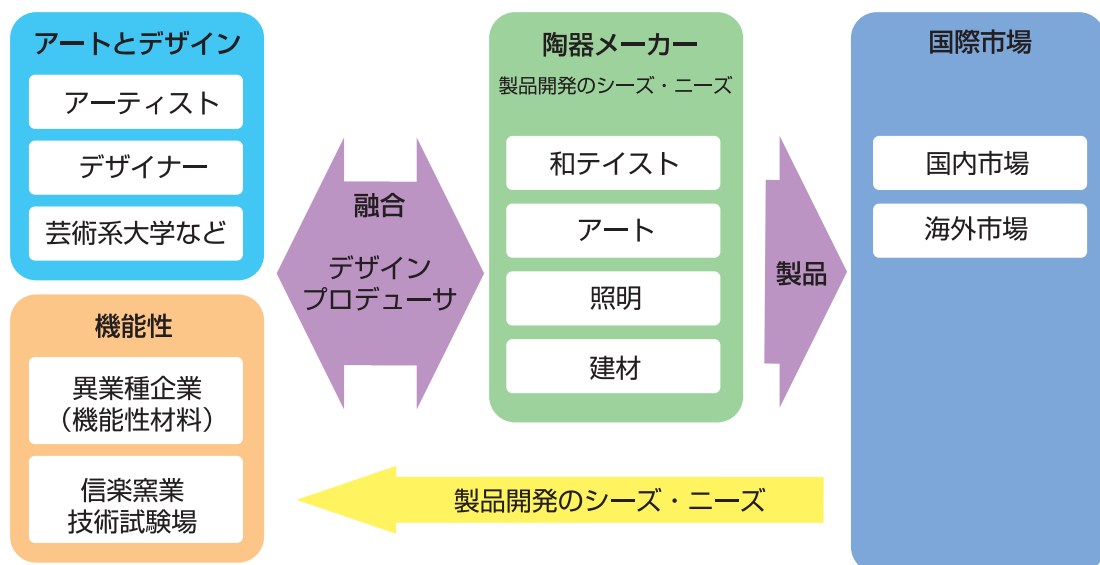 アートとデザイン
アーティスト
デザイナー
芸術系大学など
機能性
異業種企業
（機能性材料）
信楽窯業
技術試験場
融合
デザイン
プロデューサ
陶器メーカー
製品開発のシーズ・ニーズ
和テイスト
アート
照明
建材
製品
国際市場
国内市場
海外市場
製品開発のシーズ・ニーズ